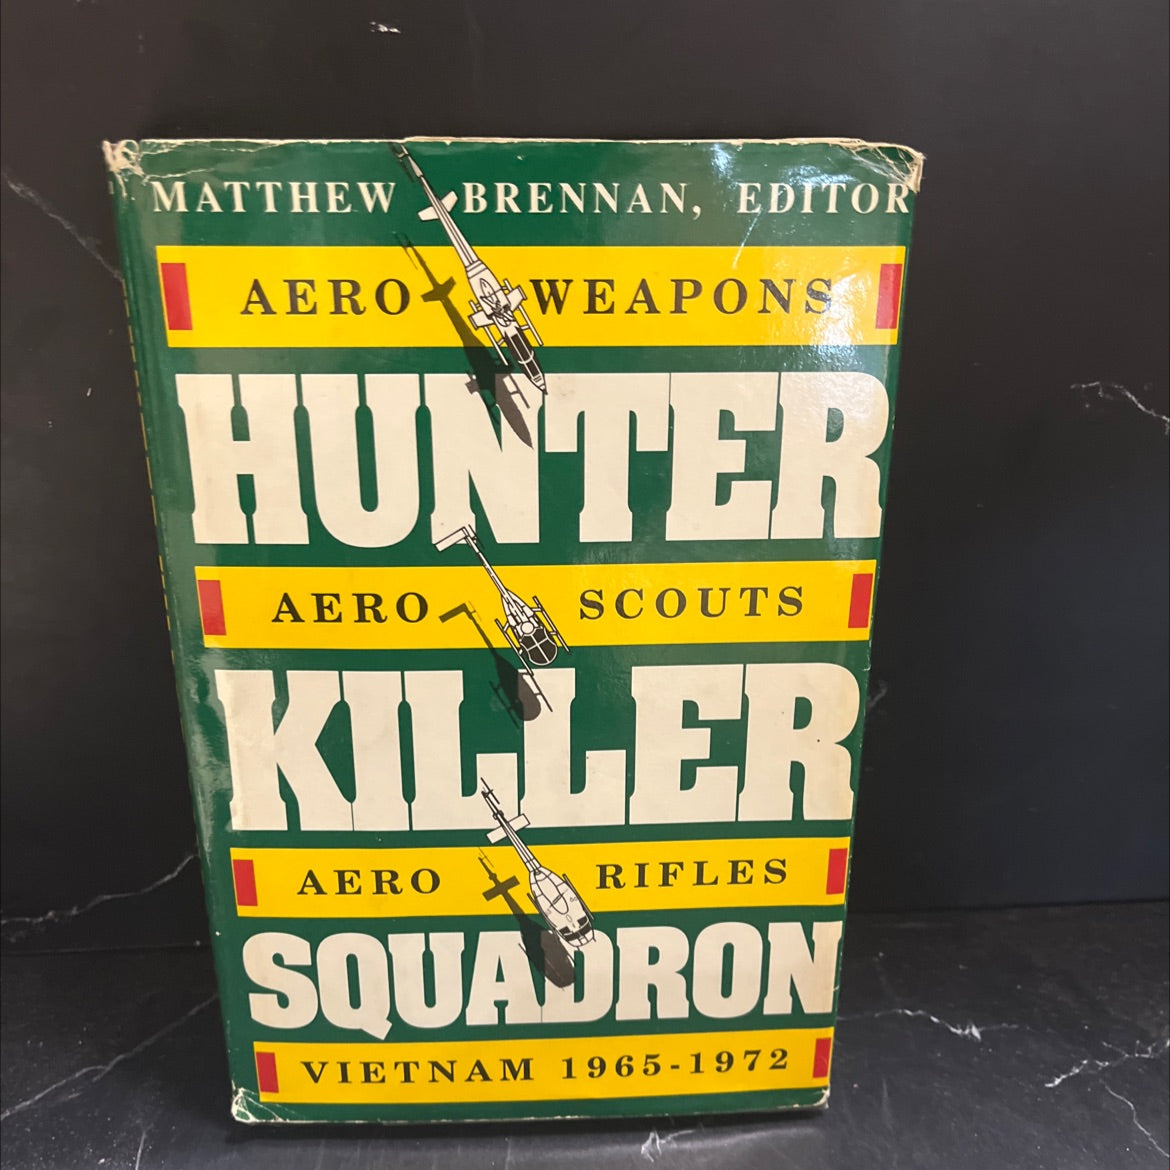 MATTHEW BRENNAN, EDITOR
AERO WEAPONS
HUNTER
AERO SCOUTS
KILLER
AERO RIFLES
SQUADRON
VIETNAM 1965-1972